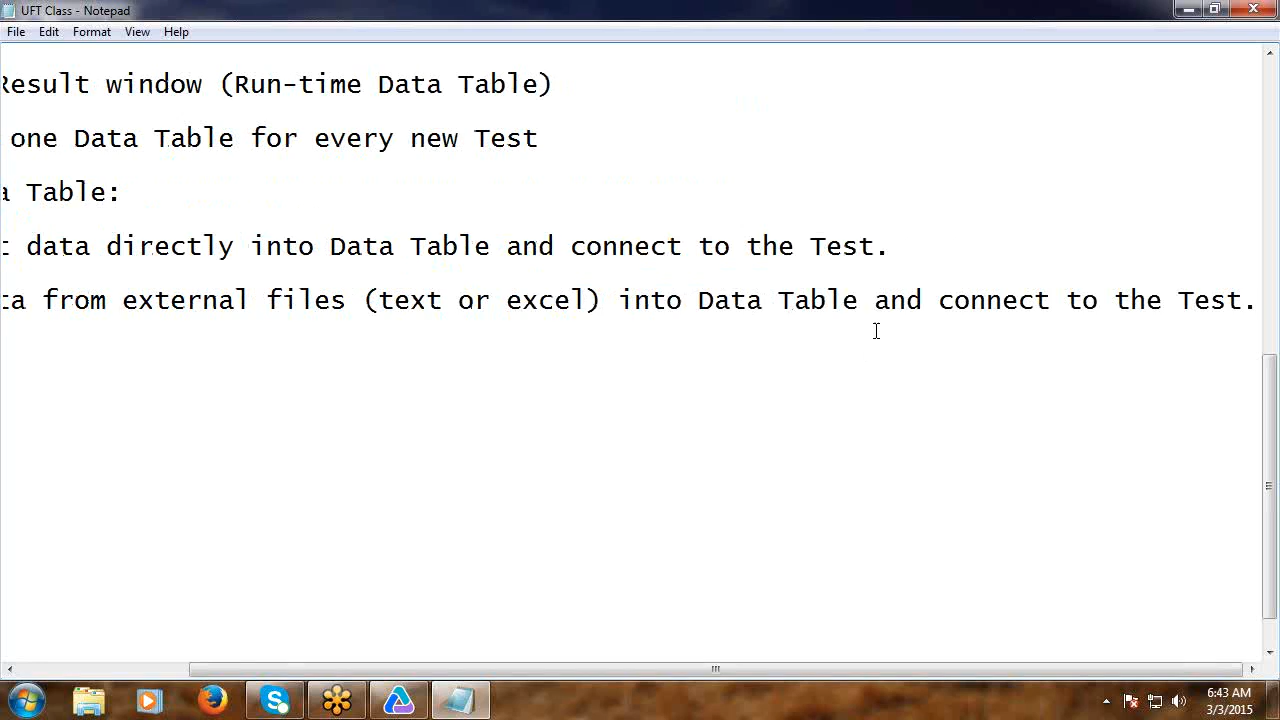 UFT Class - Notepad
File Edit Format View Help
Result window (Run-time Data Table)
one Data Table for every new Test
a Table:
t data directly into Data Table and connect to the Test.
ta from external files (text or excel) into Data Table and connect to the Test.
6:43 AM
3/3/2015